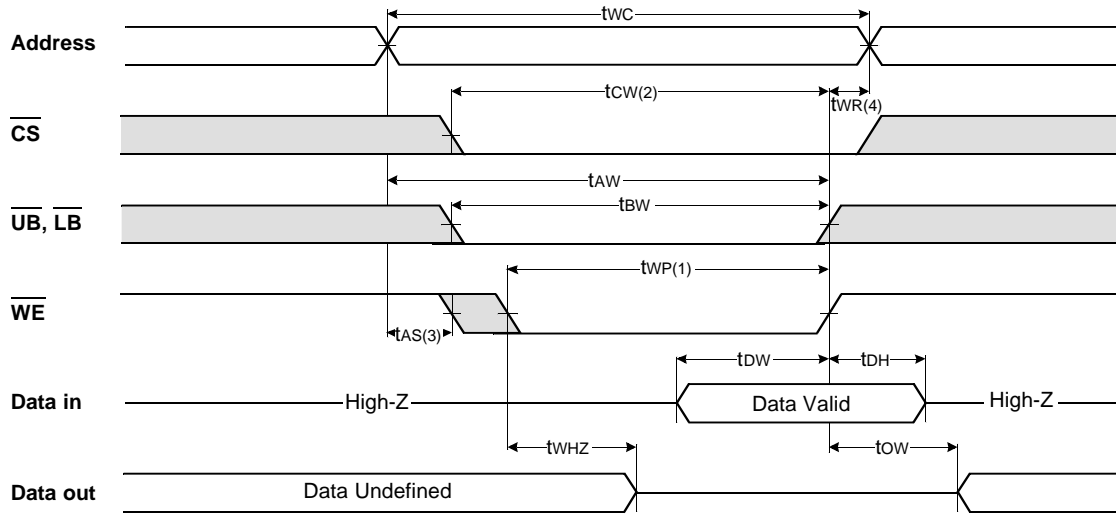 tWC
Address
tCW(2)
tWR(4)
CS
tAW
tBW
UB, LB
tWP(1)
WE
tAS(3)
tDW
tDH
Data in
High-Z
Data Valid
High-Z
tWHZ
tOW
Data out
Data Undefined